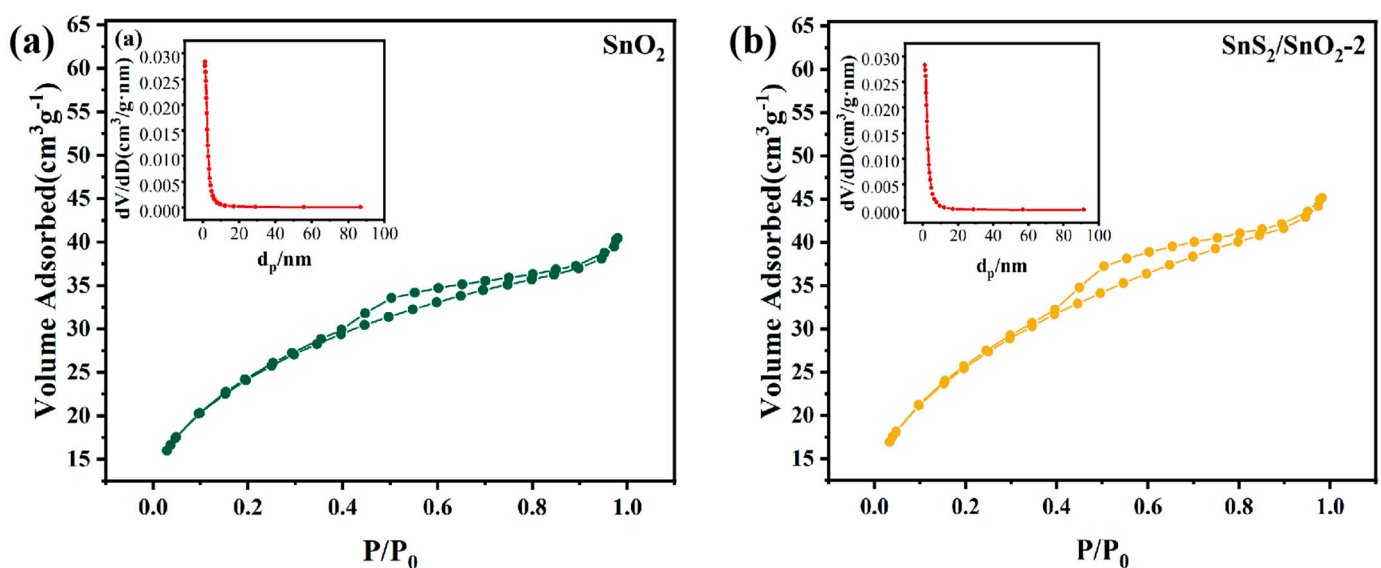 (a)
SnO2
65
60
55
50
45
40
35
30
25
20
15
Volume Adsorbed(cm3g-1)
0.0 0.2 0.4 0.6 0.8 1.0
P/P0
(a)
0.030
0.025
0.020
0.015
0.010
0.005
0.000
dV/dD(cm3/g·nm)
0 20 40 60 80 100
dp/nm
(b)
SnS2/SnO2-2
65
60
55
50
45
40
35
30
25
20
15
Volume Adsorbed(cm3g-1)
0.0 0.2 0.4 0.6 0.8 1.0
P/P0
0.030
0.025
0.020
0.015
0.010
0.005
0.000
dV/dD(cm3/g·nm)
0 20 40 60 80 100
dp/nm